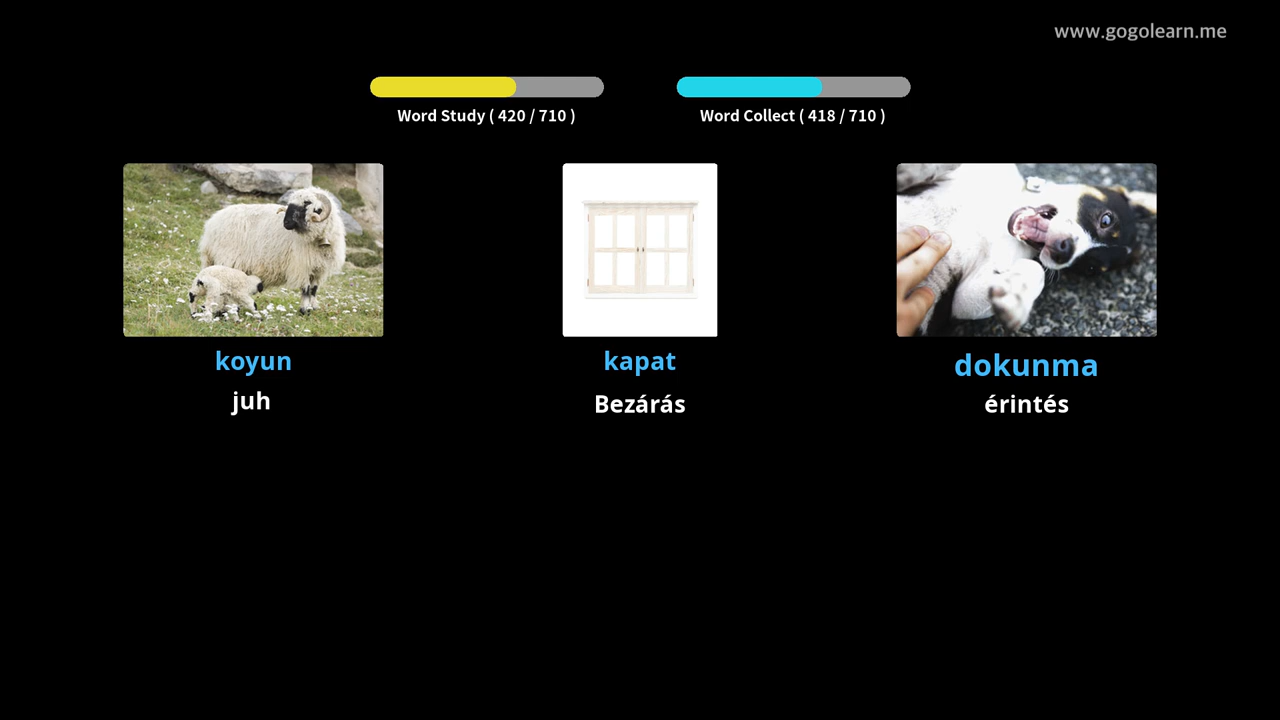 www.gogolearn.me
Word Study ( 420 / 710 )
Word Collect ( 418 / 710 )
koyun
juh
kapat
Bezárás
dokunma
érintés